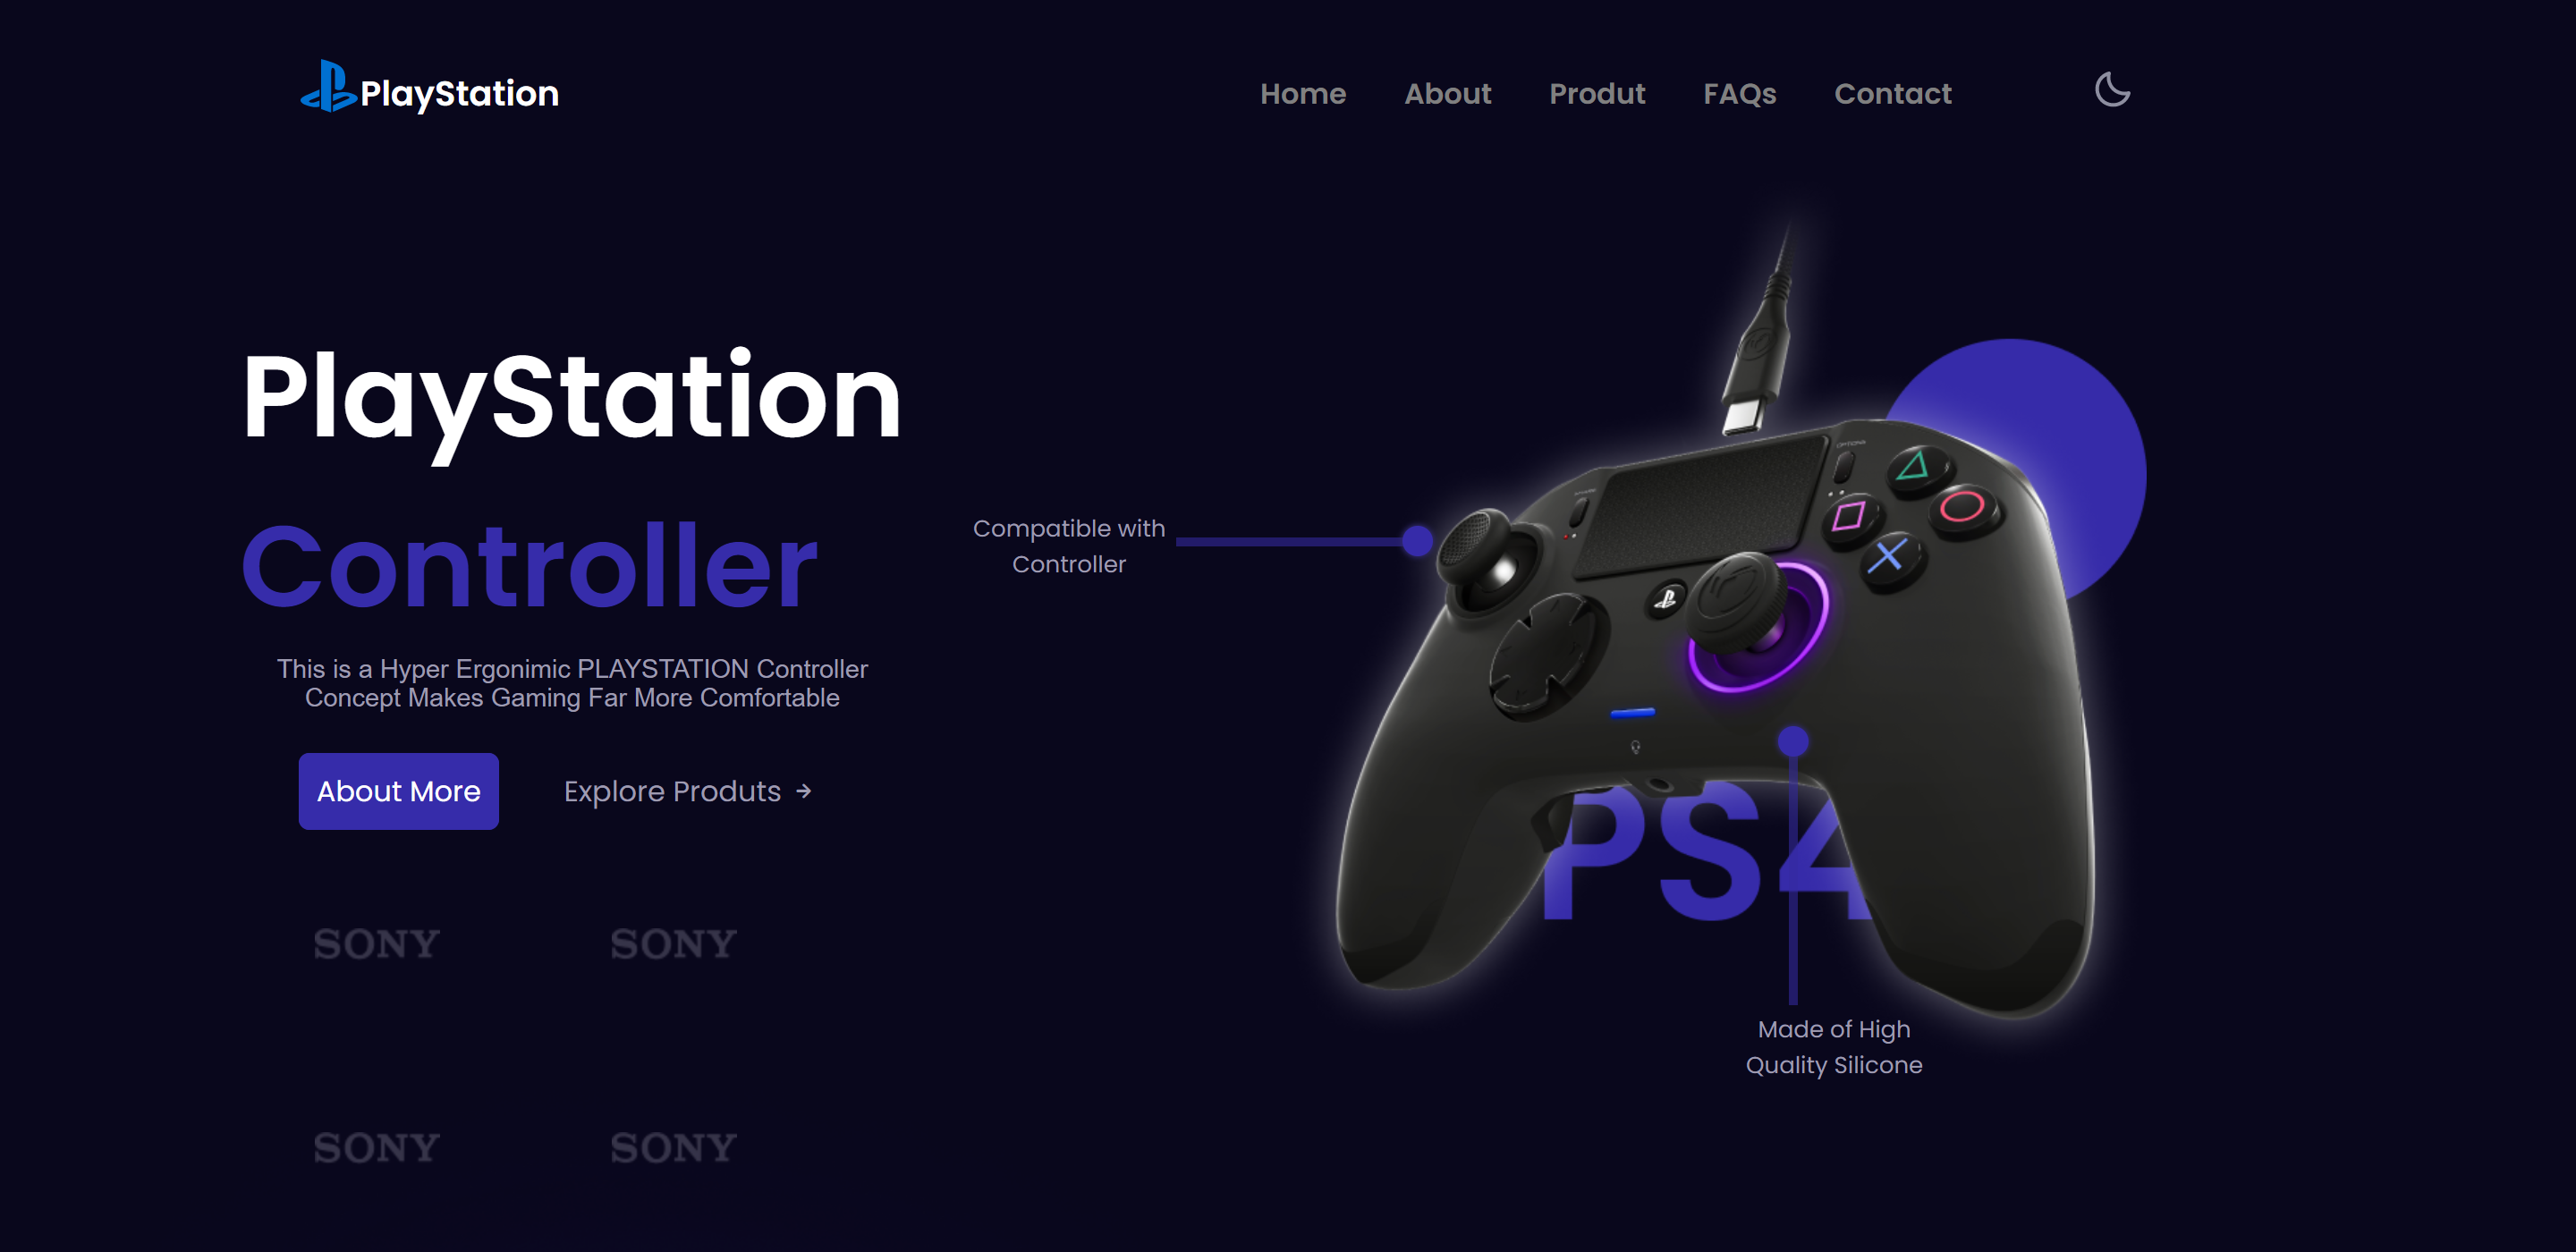 PlayStation
Home About Produt FAQs Contact
PlayStation
Controller
This is a Hyper Ergonimic PLAYSTATION Controller
Concept Makes Gaming Far More Comfortable
About More
Explore Produts →
SONY SONY
SONY SONY
Compatible with
Controller
OPTIONS
PS4
Made of High
Quality Silicone